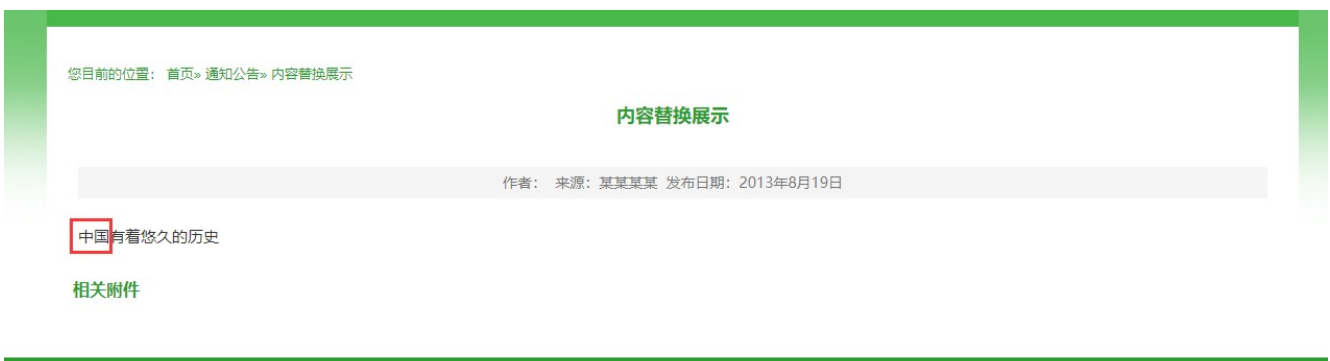 您目前的位置： 首页» 通知公告» 内容替换展示
内容替换展示
作者： 来源：某某某某 发布日期：2013年8月19日
中国有着悠久的历史
相关附件